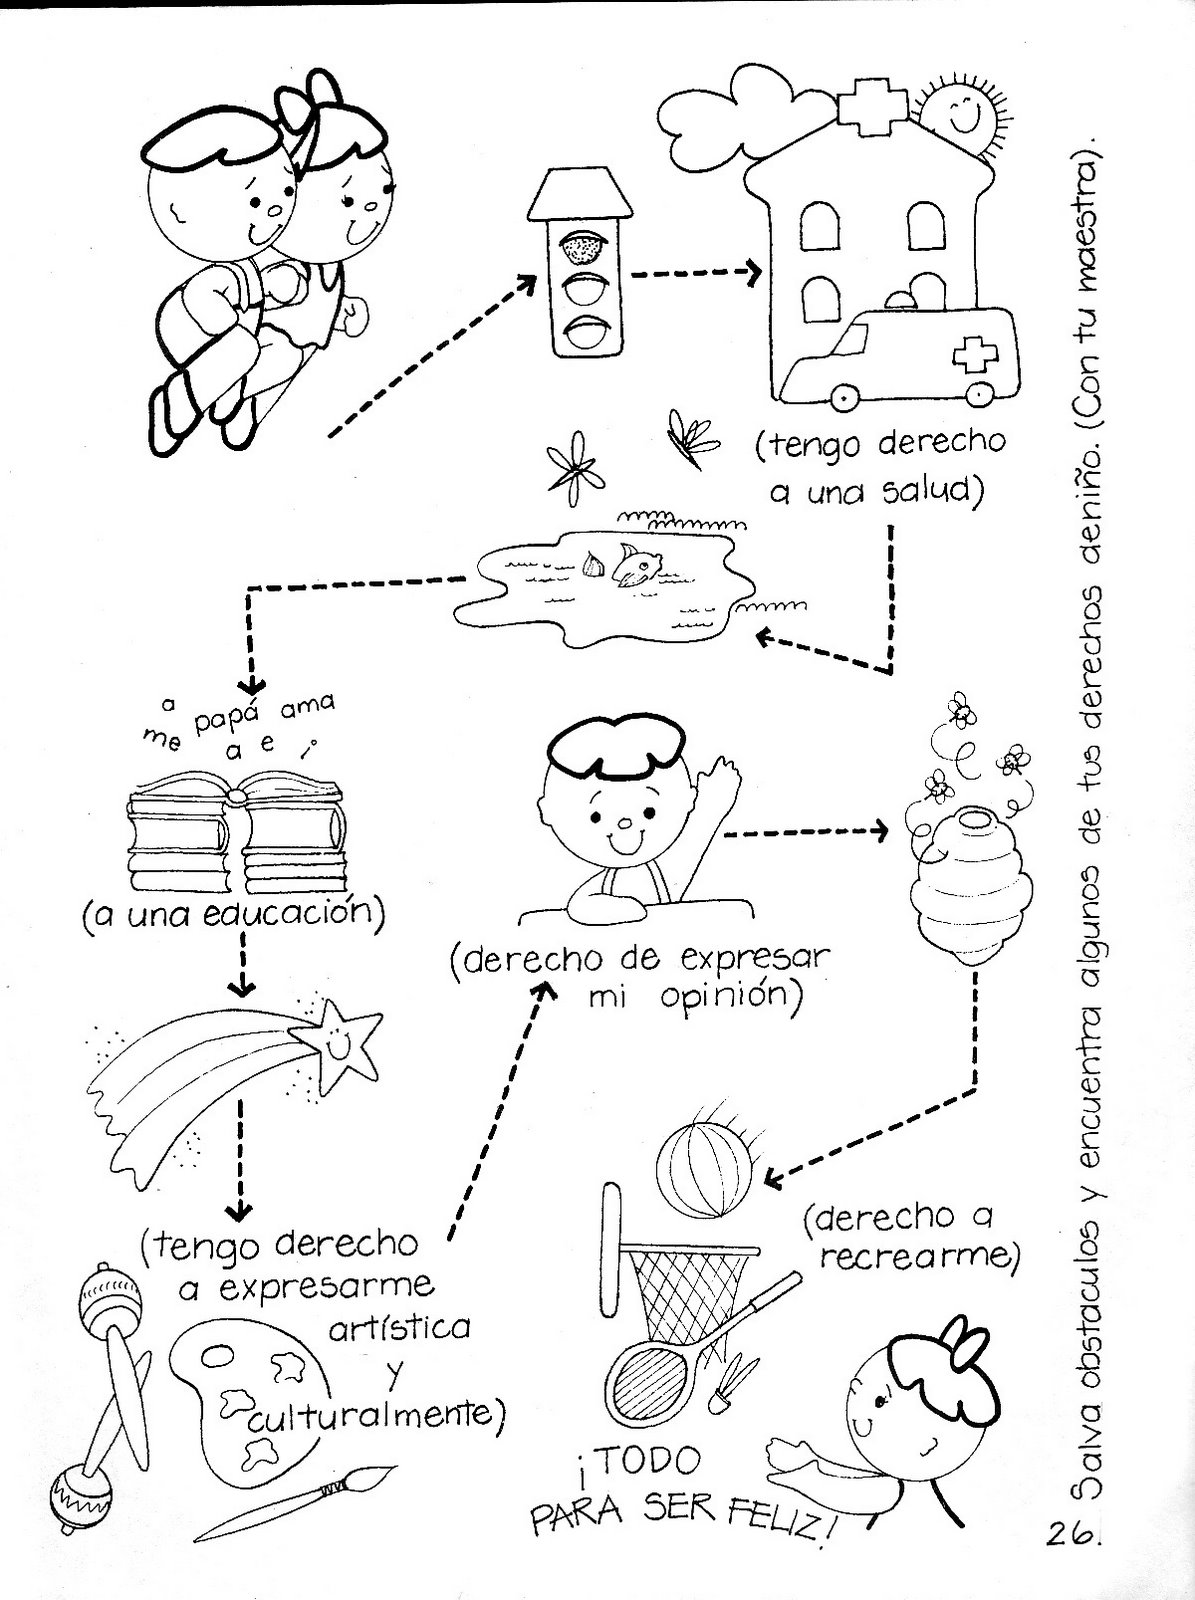 Salva obstaculos y encuentra algunos de tus derechos deniño. (Con tu maestra).
(tengo derecho
a una salud)
a
me papá ama
a e i
(a una educación)
(derecho de expresar
mi opinión)
(tengo derecho
a expresarme
artística
y
culturalmente)
(derecho a
recrearme)
¡TODO
PARA SER FELIZ!
26.